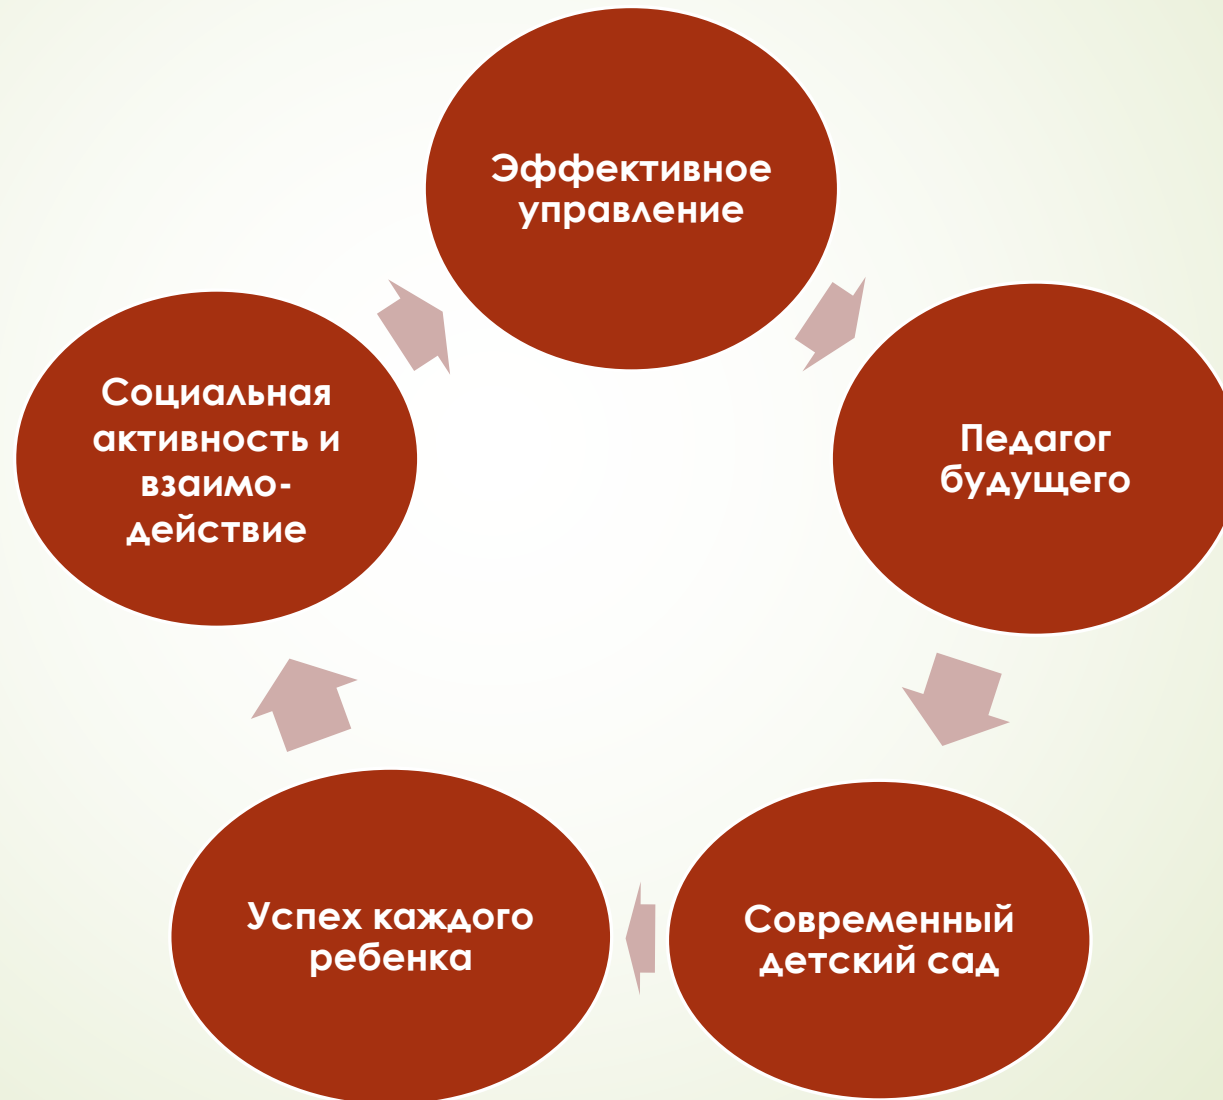 Эффективное
управление
Педагог
будущего
Современный
детский сад
Успех каждого
ребенка
Социальная
активность и
взаимо-
действие